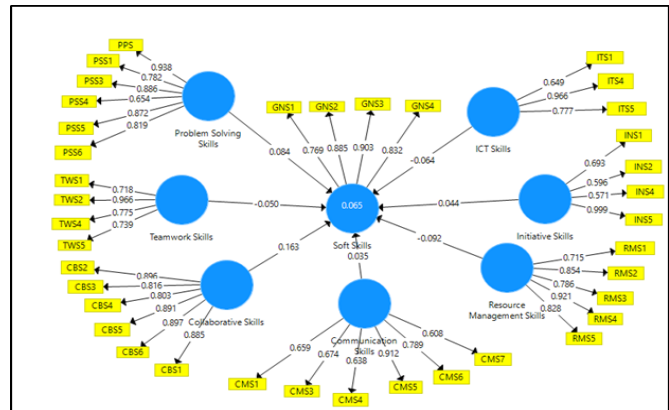 PPS
PSS1
PSS3
PSS4
PSS5
PSS6
0.938
0.782
0.886
0.654
0.872
0.819
Problem Solving
Skills
0.084
GNS1
GNS2
GNS3
GNS4
0.769
0.885
0.903
0.832
ICT Skills
ITS1
ITS4
ITS5
0.649
0.966
0.777
-0.064
TWS1
TWS2
TWS4
TWS5
0.718
0.966
0.775
0.739
Teamwork Skills
-0.050
0.065
Soft Skills
0.044
Initiative Skills
INS1
INS2
INS4
INS5
0.693
0.596
0.571
0.999
CBS2
CBS3
CBS4
CBS5
CBS6
CBS1
0.896
0.816
0.803
0.891
0.897
0.885
Collaborative Skills
0.163
0.035
-0.092
Resource
Management Skills
RMS1
RMS2
RMS3
RMS4
RMS5
0.715
0.854
0.786
0.921
0.828
Communication
Skills
0.659
0.674
0.638
0.912
0.789
0.608
CMS1
CMS3
CMS4
CMS5
CMS6
CMS7